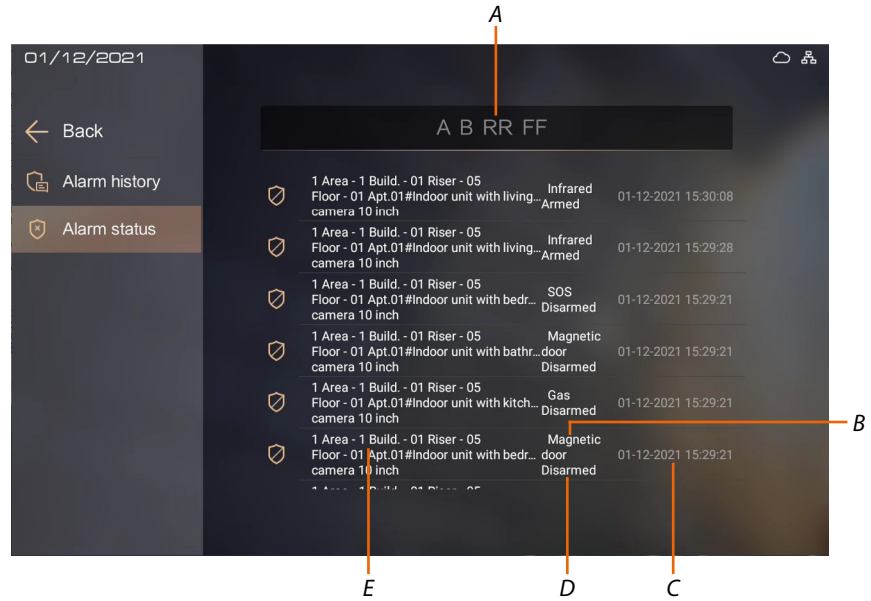 A
01/12/2021
A B RR FF
Back
Alarm history
Alarm status
1 Area - 1 Build. - 01 Riser - 05
Floor - 01 Apt.01#Indoor unit with living...
camera 10 inch
Infrared
Armed
01-12-2021 15:30:08
1 Area - 1 Build. - 01 Riser - 05
Floor - 01 Apt.01#Indoor unit with living...
camera 10 inch
Infrared
Armed
01-12-2021 15:29:28
1 Area - 1 Build. - 01 Riser - 05
Floor - 01 Apt.01#Indoor unit with bedr...
camera 10 inch
SOS
Disarmed
01-12-2021 15:29:21
1 Area - 1 Build. - 01 Riser - 05
Floor - 01 Apt.01#Indoor unit with bathr...
camera 10 inch
Magnetic
door
Disarmed
01-12-2021 15:29:21
1 Area - 1 Build. - 01 Riser - 05
Floor - 01 Apt.01#Indoor unit with kitch...
camera 10 inch
Gas
Disarmed
01-12-2021 15:29:21
1 Area - 1 Build. - 01 Riser - 05
Floor - 01 Apt.01#Indoor unit with bedr...
camera 10 inch
Magnetic
door
Disarmed
01-12-2021 15:29:21
B
E
D
C